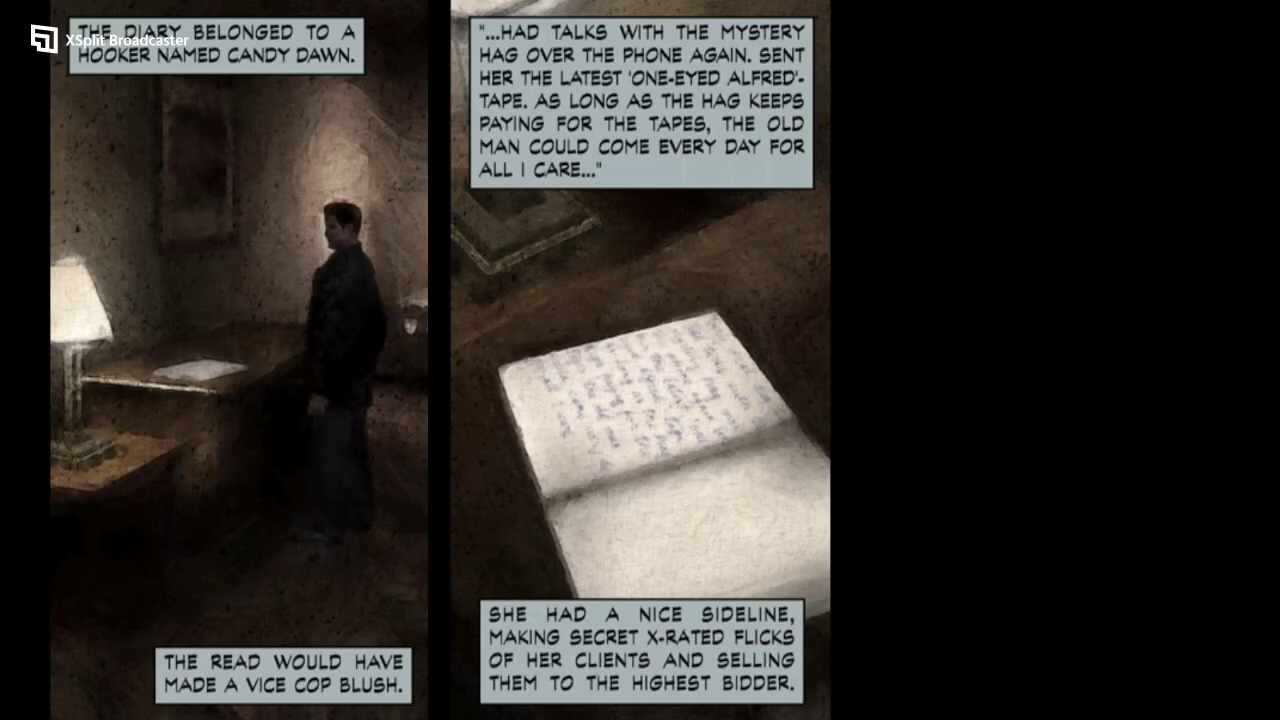 THE DIARY BELONGED TO A
HOOKER NAMED CANDY DAWN.
XSplit Broadcaster
THE READ WOULD HAVE
MADE A VICE COP BLUSH.
"...HAD TALKS WITH THE MYSTERY
HAG OVER THE PHONE AGAIN. SENT
HER THE LATEST 'ONE-EYED ALFRED'-
TAPE. AS LONG AS THE HAG KEEPS
PAYING FOR THE TAPES, THE OLD
MAN COULD COME EVERY DAY FOR
ALL I CARE..."
SHE HAD A NICE SIDELINE,
MAKING SECRET X-RATED FLICKS
OF HER CLIENTS AND SELLING
THEM TO THE HIGHEST BIDDER.